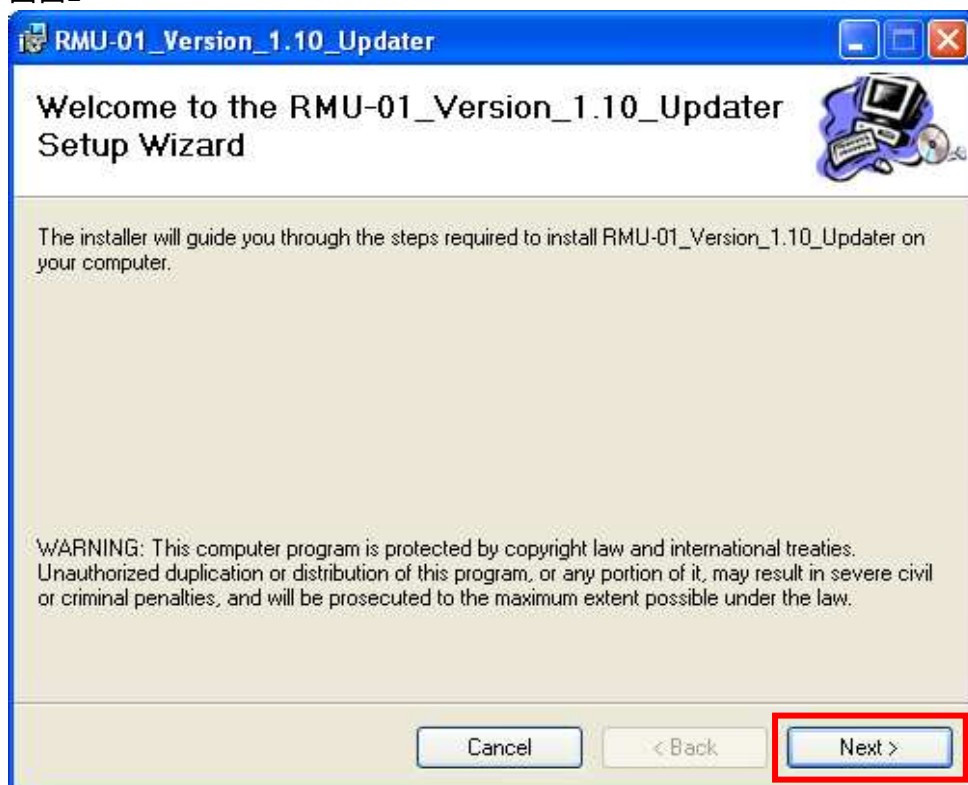 RMU-01_Version_1.10_Updater
Welcome to the RMU-01_Version_1.10_Updater
Setup Wizard
The installer will guide you through the steps required to install RMU-01_Version_1.10_Updater on
your computer.
WARNING: This computer program is protected by copyright law and international treaties.
Unauthorized duplication or distribution of this program, or any portion of it, may result in severe civil
or criminal penalties, and will be prosecuted to the maximum extent possible under the law.
Cancel
< Back
Next >